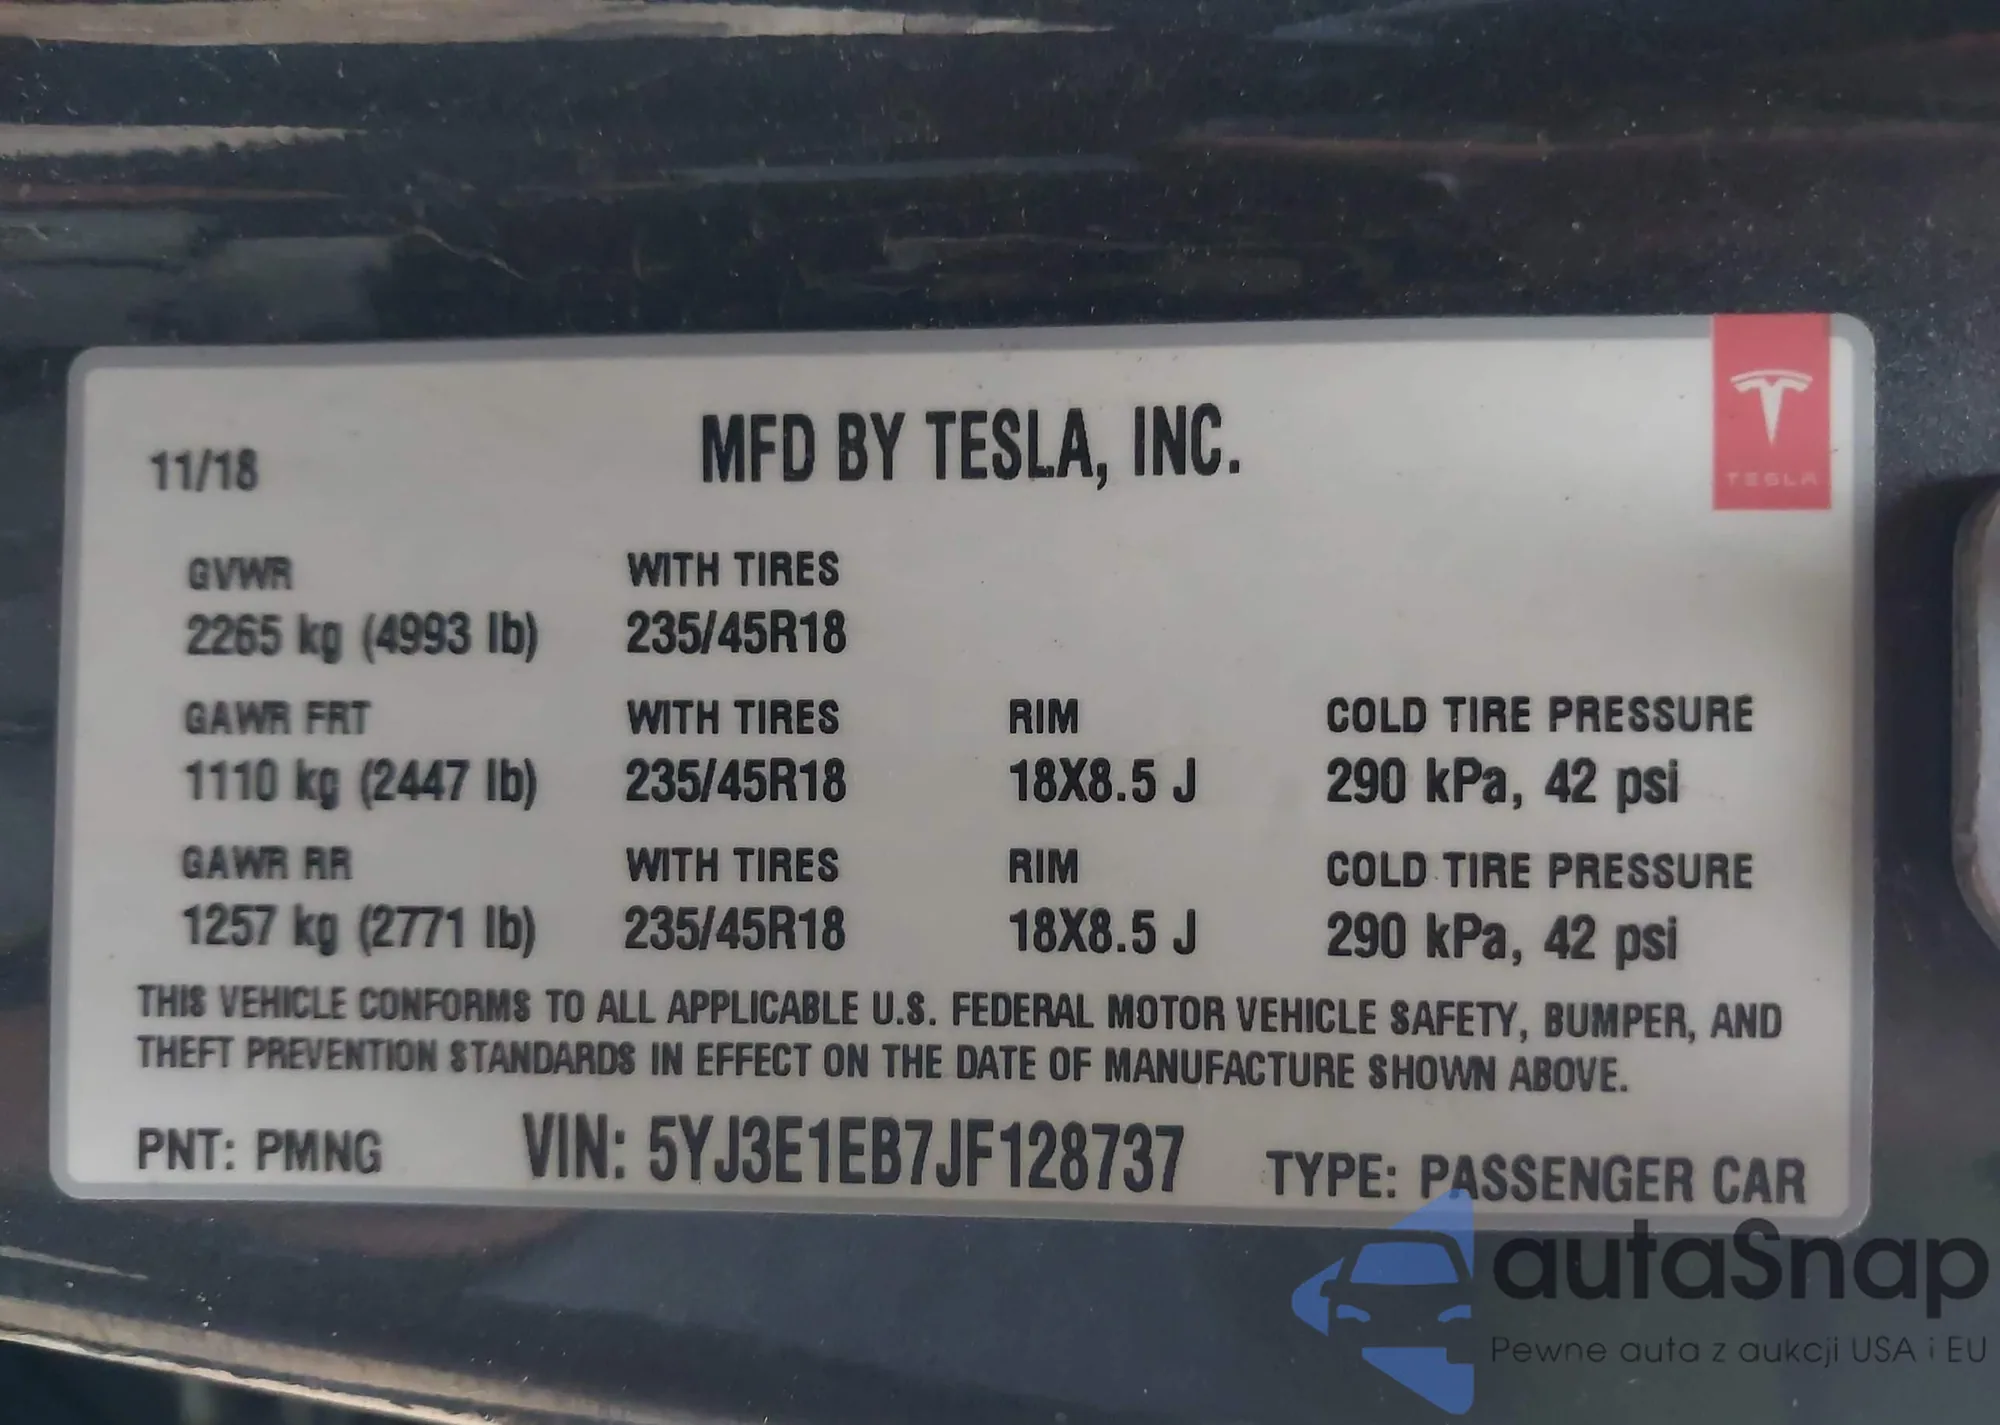 TESLA
11/18 MFD BY TESLA, INC.
GVWR WITH TIRES
2265 kg (4993 lb) 235/45R18
GAWR FRT WITH TIRES RIM COLD TIRE PRESSURE
1110 kg (2447 lb) 235/45R18 18X8.5 J 290 kPa, 42 psi
GAWR RR WITH TIRES RIM COLD TIRE PRESSURE
1257 kg (2771 lb) 235/45R18 18X8.5 J 290 kPa, 42 psi
THIS VEHICLE CONFORMS TO ALL APPLICABLE U.S. FEDERAL MOTOR VEHICLE SAFETY, BUMPER, AND
THEFT PREVENTION STANDARDS IN EFFECT ON THE DATE OF MANUFACTURE SHOWN ABOVE.
PNT: PMNG VIN: 5YJ3E1EB7JF128737 TYPE: PASSENGER CAR
autaSnap
Pewne auta z aukcji USA i EU